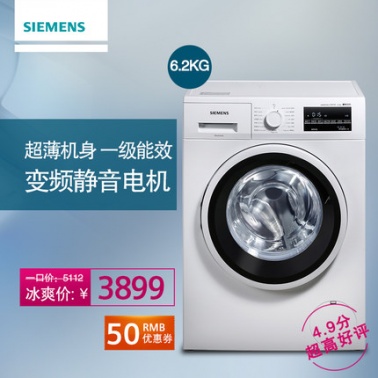 SIEMENS
6.2KG
SIEMENS
超薄机身 一级能效
变频静音电机
一口价：5112
冰爽价：¥ 3899
50 RMB
优惠券
4.9分
超高好评